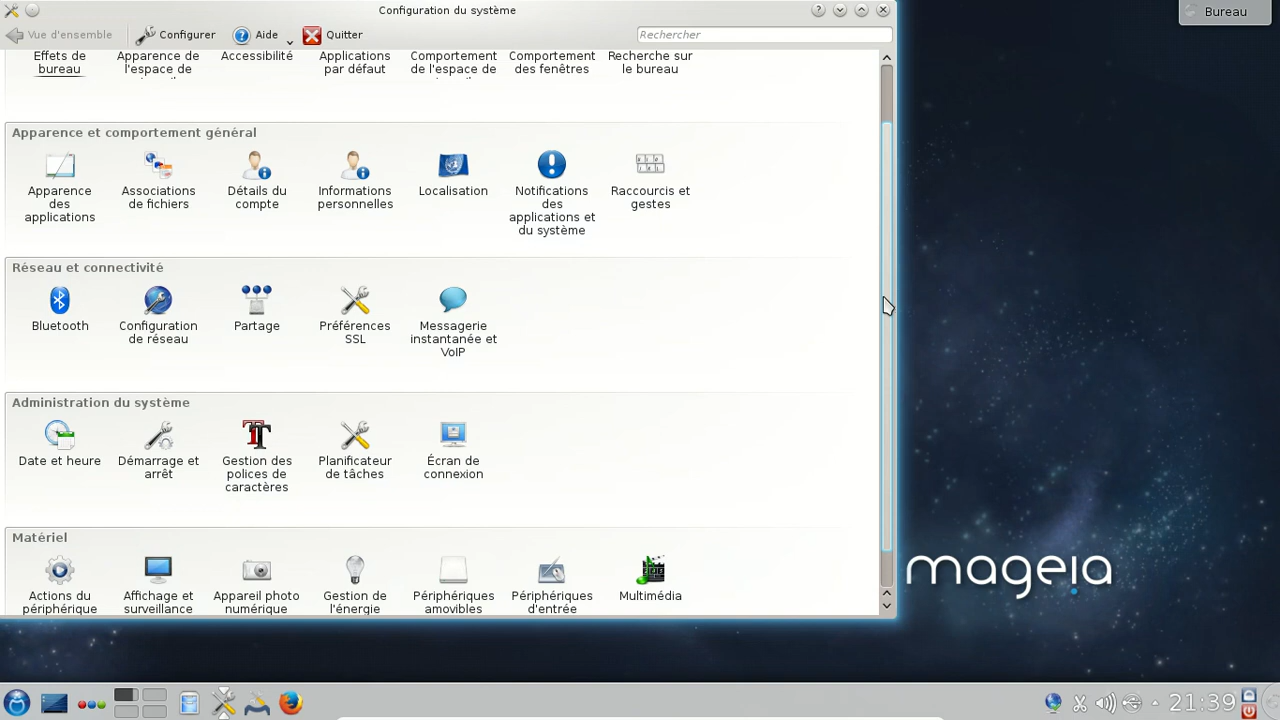 Configuration du système
Bureau
Vue d'ensemble Configurer Aide Quitter Rechercher
Effets de bureau
Apparence de l'espace de
Accessibilité
Applications par défaut
Comportement de l'espace de
Comportement des fenêtres
Recherche sur le bureau
Apparence et comportement général
Apparence des applications
Associations de fichiers
Détails du compte
Informations personnelles
Localisation
Notifications des applications et du système
Raccourcis et gestes
Réseau et connectivité
Bluetooth
Configuration de réseau
Partage
Préférences SSL
Messagerie instantanée et VoIP
Administration du système
Date et heure
Démarrage et arrêt
Gestion des polices de caractères
Planificateur de tâches
Écran de connexion
Matériel
Actions du périphérique
Affichage et surveillance
Appareil photo numérique
Gestion de l'énergie
Périphériques amovibles
Périphériques d'entrée
Multimédia
mageia
21:39